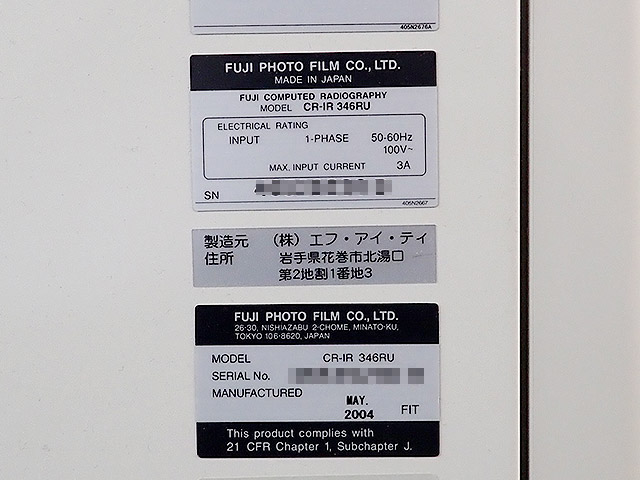 405N2676A
FUJI PHOTO FILM CO., LTD.
MADE IN JAPAN
FUJI COMPUTED RADIOGRAPHY
MODEL CR-IR 346RU
ELECTRICAL RATING
INPUT 1-PHASE 50-60Hz
100V~
MAX. INPUT CURRENT 3A
SN
405N2667
製造元 (株) エフ・アイ・ティ
住所 岩手県花巻市北湯口
第2地割1番地3
FUJI PHOTO FILM CO., LTD.
26-30, NISHIAZABU 2-CHOME, MINATO-KU,
TOKYO 106-8620, JAPAN
MODEL CR-IR 346RU
SERIAL No.
MANUFACTURED MAY.
2004 FIT
This product complies with
21 CFR Chapter 1, Subchapter J.